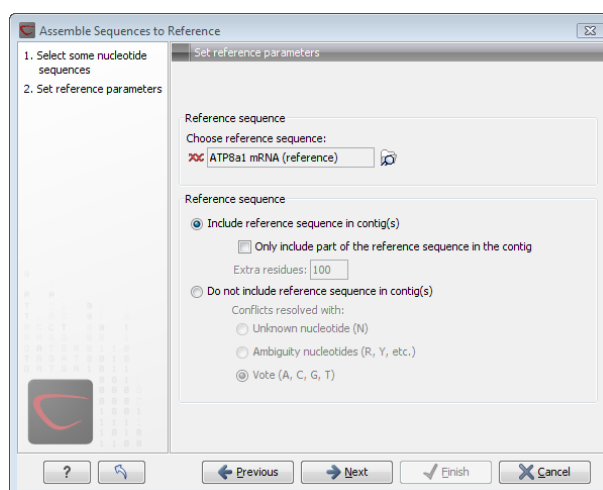 Assemble Sequences to Reference
1. Select some nucleotide
sequences
2. Set reference parameters
Set reference parameters
Reference sequence
Choose reference sequence:
ATP8a1 mRNA (reference)
Reference sequence
Include reference sequence in contig(s)
Only include part of the reference sequence in the contig
Extra residues: 100
Do not include reference sequence in contig(s)
Conflicts resolved with:
Unknown nucleotide (N)
Ambiguity nucleotides (R, Y, etc.)
Vote (A, C, G, T)
? Previous Next Finish Cancel